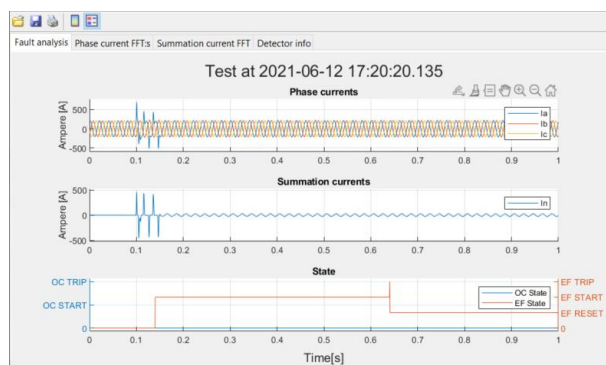 Fault analysis Phase current FFT:s Summation current FFT Detector info
Test at 2021-06-12 17:20:20.135
Phase currents
Ampere [A]
500
0
-500
Ia
Ib
Ic
0 0.1 0.2 0.3 0.4 0.5 0.6 0.7 0.8 0.9 1
Summation currents
Ampere [A]
500
0
-500
In
0 0.1 0.2 0.3 0.4 0.5 0.6 0.7 0.8 0.9 1
State
OC TRIP
OC START
0
OC State
EF State
EF TRIP
EF START
EF RESET
0
0 0.1 0.2 0.3 0.4 0.5 0.6 0.7 0.8 0.9 1
Time[s]